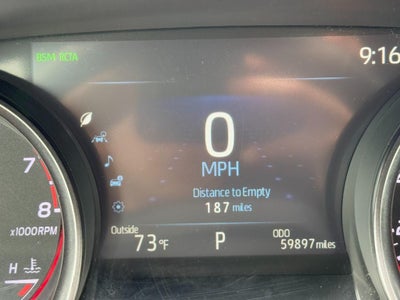 BSM RCTA
9:16
0
MPH
Distance to Empty
187 miles
7
8
x1000RPM
Outside
73°F
P
ODO
59897 miles
H